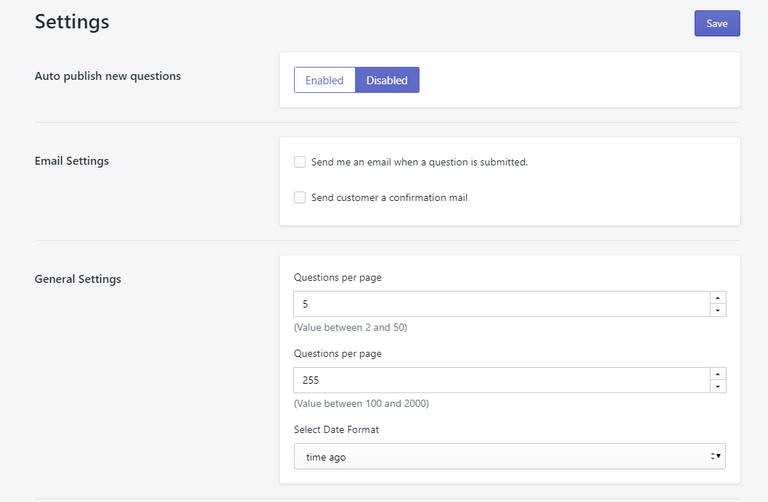 Settings
Save
Auto publish new questions
Enabled
Disabled
Email Settings
Send me an email when a question is submitted.
Send customer a confirmation mail
General Settings
Questions per page
5
(Value between 2 and 50)
Questions per page
255
(Value between 100 and 2000)
Select Date Format
time ago